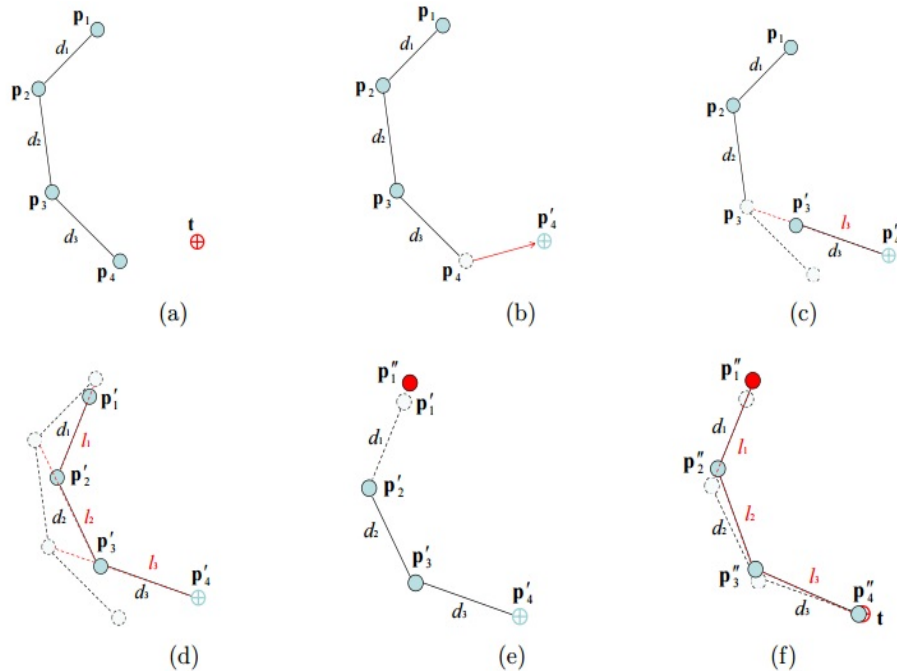 p₁
d₁
p₂
d₂
p₃
d₃
t
p₄
(a)
p₁
d₁
p₂
d₂
p₃
d₃
p′₄
p₄
(b)
p₁
d₁
p₂
d₂
p₃
p′₃
l₃
d₃
(c)
p′₁
d₁
l₁
p′₂
d₂
l₂
p′₃
l₃
d₃
p′₄
(d)
p″₁
p′₁
d₁
p′₂
d₂
p′₃
d₃
p′₄
(e)
p″₁
d₁
l₁
p″₂
d₂
l₂
p″₃
l₃
d₃
p″₄
t
(f)